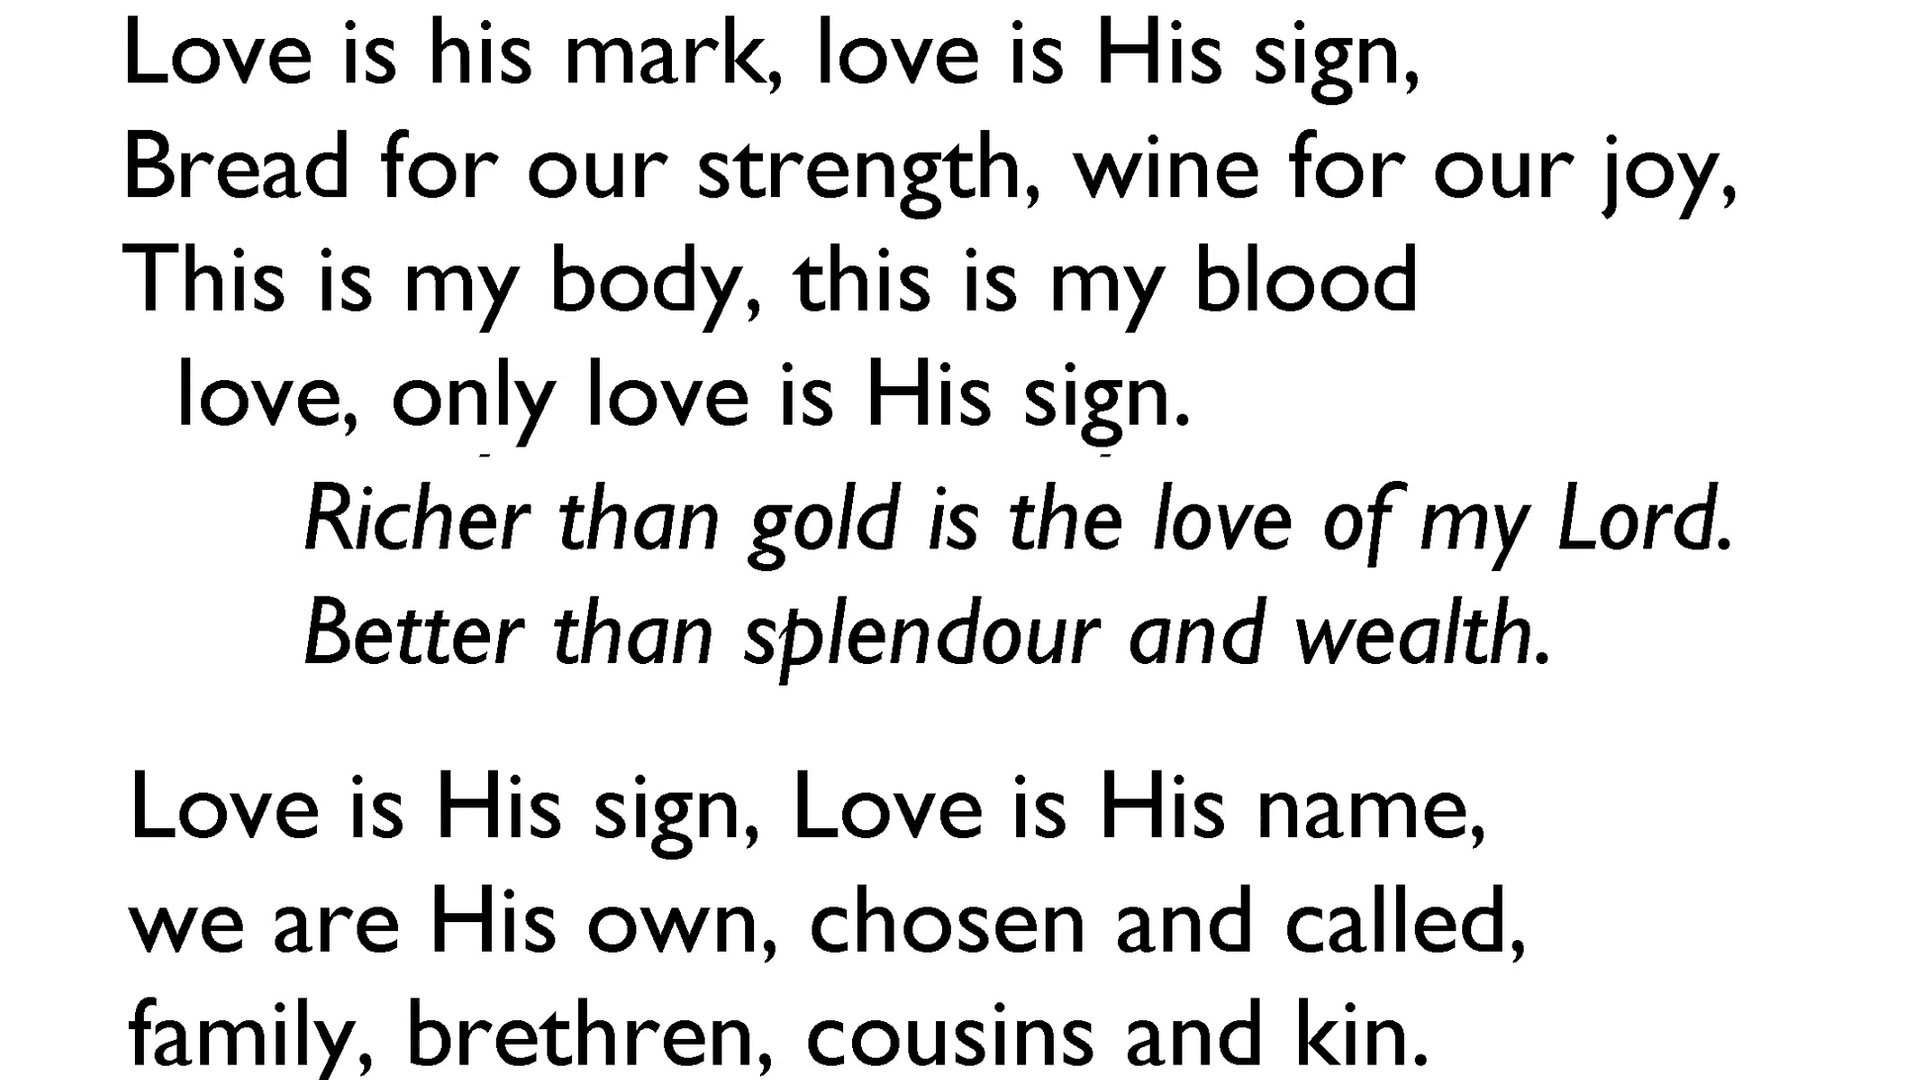 Love is his mark, love is His sign,
Bread for our strength, wine for our joy,
This is my body, this is my blood
love, only love is His sign.
Richer than gold is the love of my Lord.
Better than splendour and wealth.
Love is His sign, Love is His name,
we are His own, chosen and called,
family, brethren, cousins and kin.